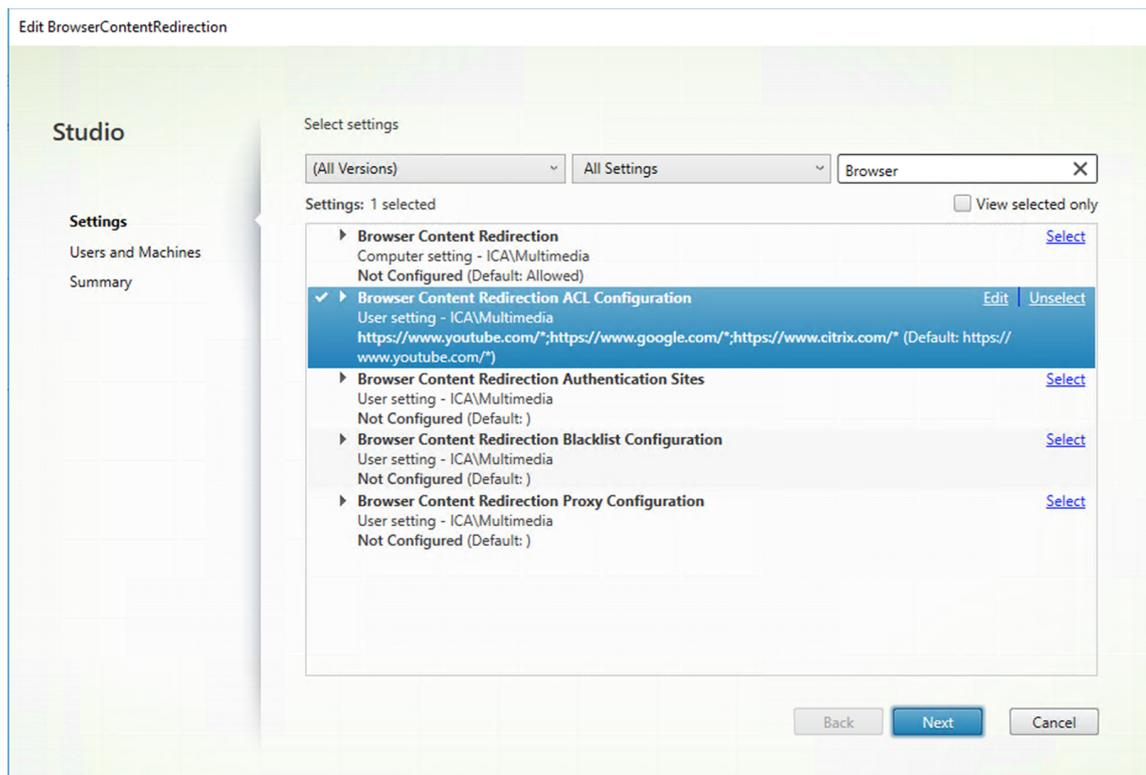 Edit BrowserContentRedirection
Studio
Settings
Users and Machines
Summary
Select settings
(All Versions)
All Settings
Browser
Settings: 1 selected
View selected only
Browser Content Redirection
Select
Computer setting - ICA\Multimedia
Not Configured (Default: Allowed)
Browser Content Redirection ACL Configuration
Edit
Unselect
User setting - ICA\Multimedia
https://www.youtube.com/*;https://www.google.com/*;https://www.citrix.com/* (Default: https://
www.youtube.com/*)
Browser Content Redirection Authentication Sites
Select
User setting - ICA\Multimedia
Not Configured (Default: )
Browser Content Redirection Blacklist Configuration
Select
User setting - ICA\Multimedia
Not Configured (Default: )
Browser Content Redirection Proxy Configuration
Select
User setting - ICA\Multimedia
Not Configured (Default: )
Back
Next
Cancel